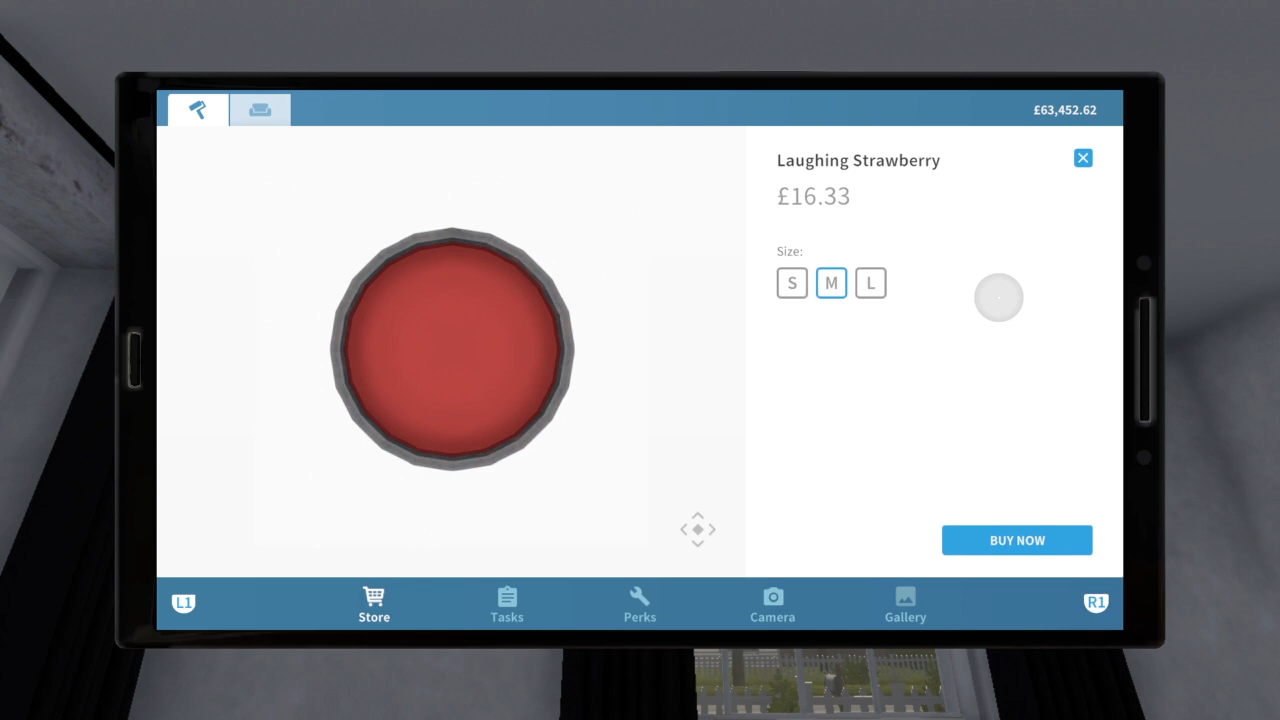 £63,452.62
Laughing Strawberry
£16.33
Size:
S M L
BUY NOW
L1
Store
Tasks
Perks
Camera
Gallery
R1